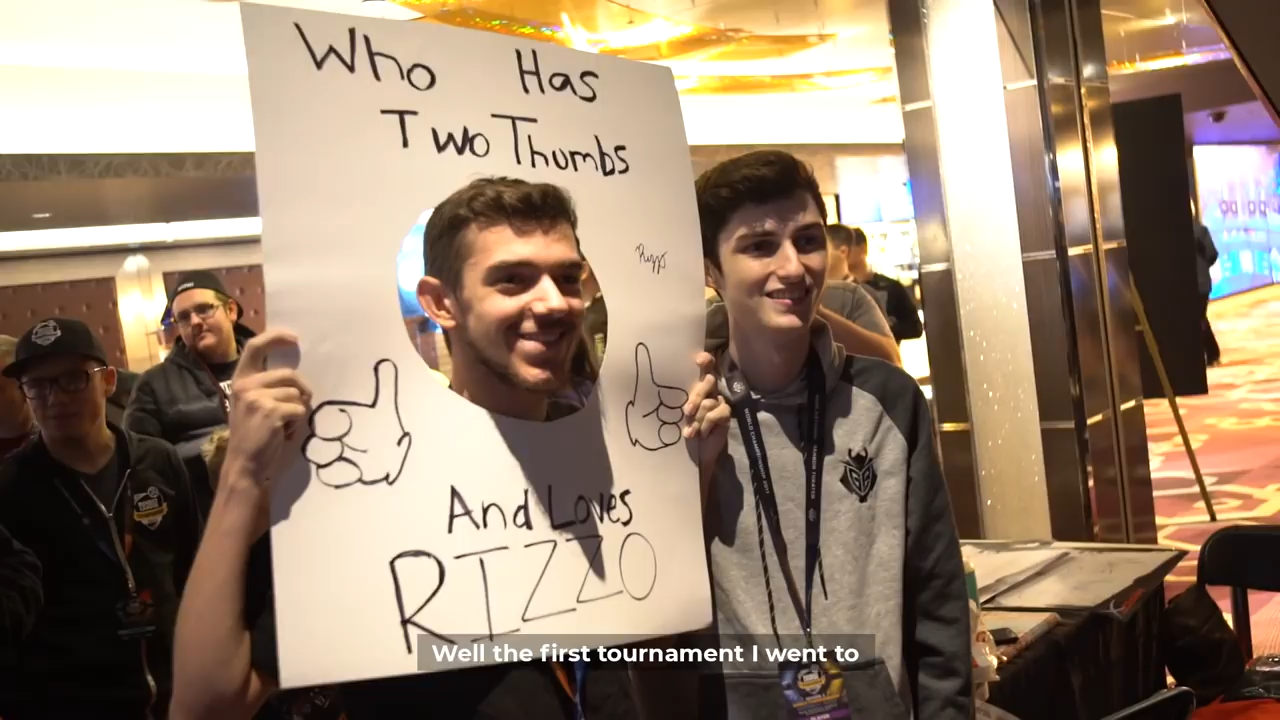 Who Has
Two Thumbs
Rizzo
And Loves
RIZZO
Well the first tournament I went to